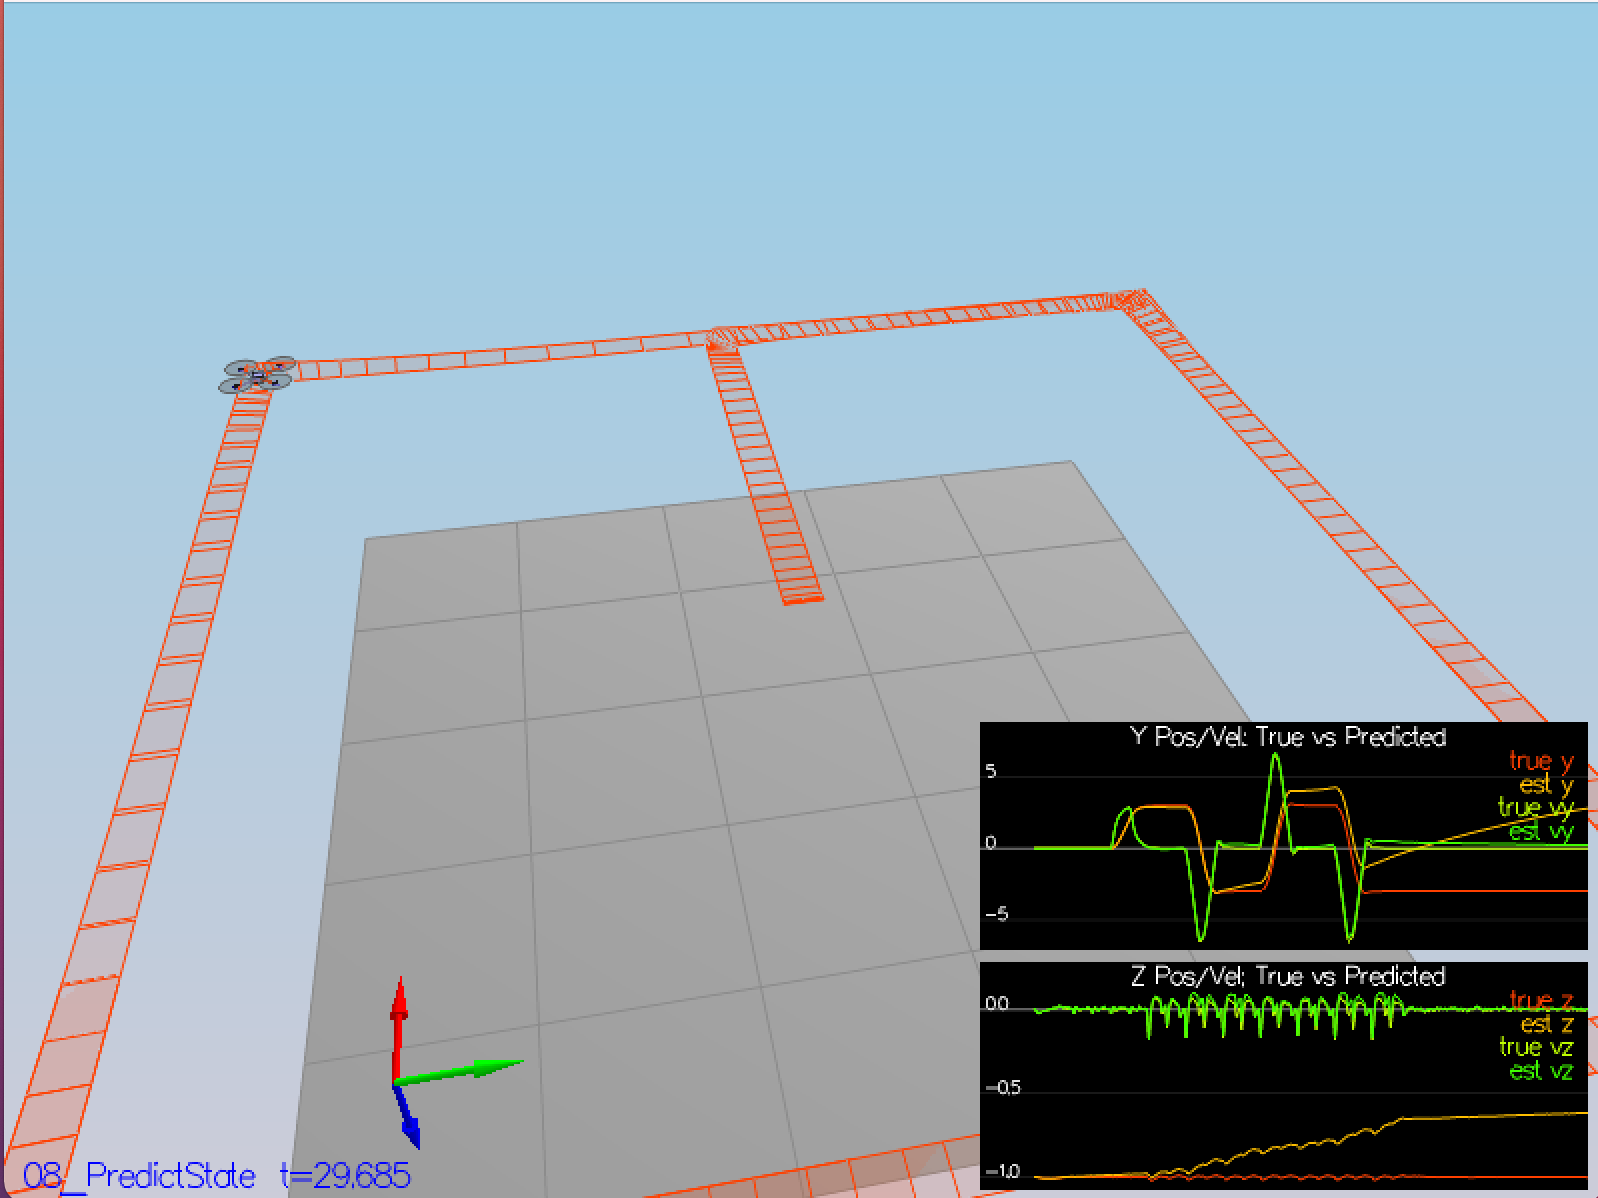 Y Pos/Vel: True vs Predicted
5
true y
est y
true vy
0
est vy
-5
Z Pos/Vel: True vs Predicted
0.0
true z
est z
true vz
est vz
-0.5
-1.0
08_PredictState t=29.685